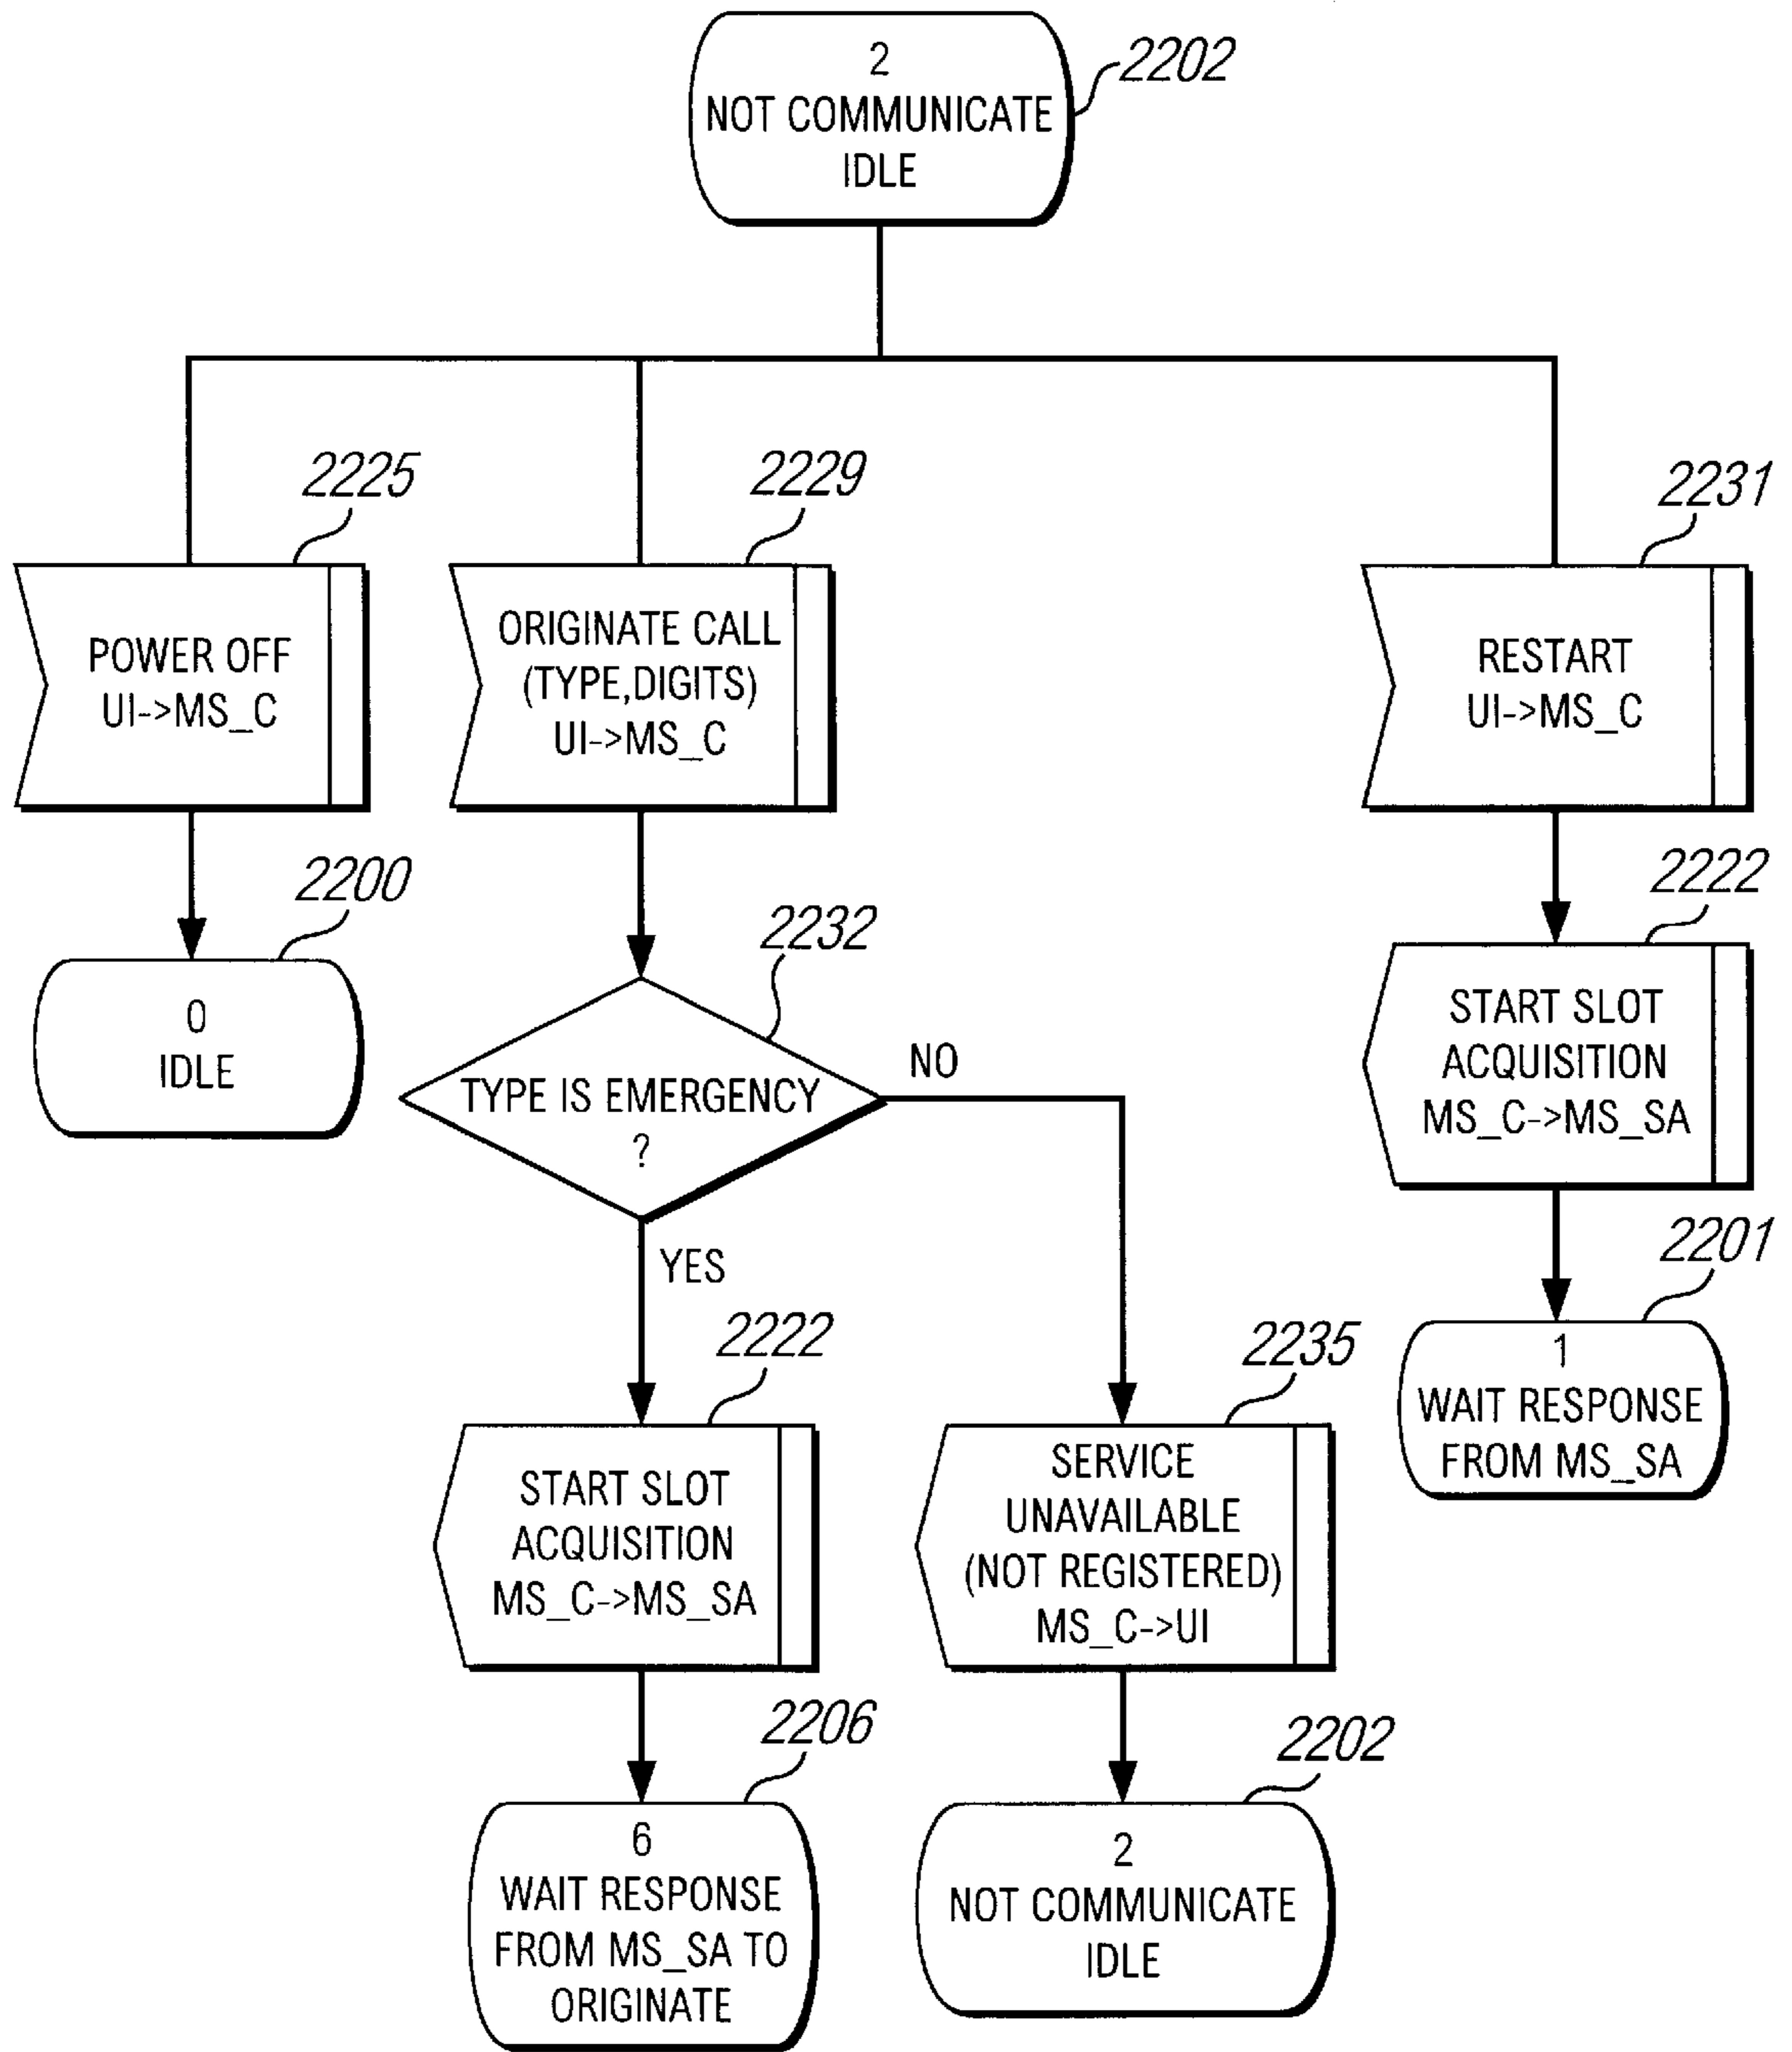 2
NOT COMMUNICATE
IDLE
2202
2225
POWER OFF
UI->MS_C
2200
0
IDLE
2229
ORIGINATE CALL
(TYPE,DIGITS)
UI->MS_C
2232
TYPE IS EMERGENCY
?
NO
YES
2222
START SLOT
ACQUISITION
MS_C->MS_SA
2206
6
WAIT RESPONSE
FROM MS_SA TO
ORIGINATE
2235
SERVICE
UNAVAILABLE
(NOT REGISTERED)
MS_C->UI
2202
2
NOT COMMUNICATE
IDLE
2231
RESTART
UI->MS_C
2222
START SLOT
ACQUISITION
MS_C->MS_SA
2201
1
WAIT RESPONSE
FROM MS_SA